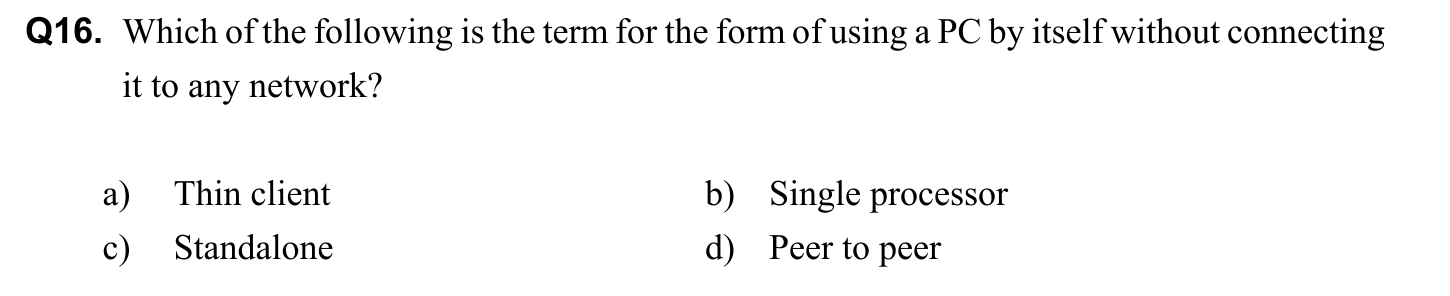 Q16. Which of the following is the term for the form of using a PC by itself without connecting
it to any network?
a) Thin client b) Single processor
c) Standalone d) Peer to peer